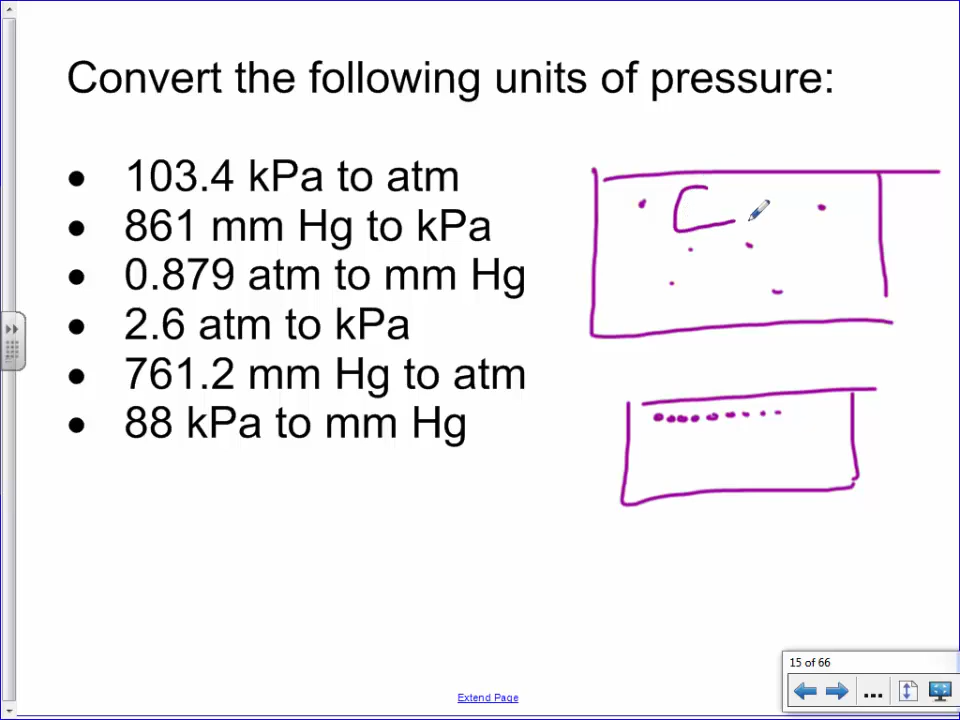 Convert the following units of pressure:
• 103.4 kPa to atm
• 861 mm Hg to kPa
• 0.879 atm to mm Hg
• 2.6 atm to kPa
• 761.2 mm Hg to atm
• 88 kPa to mm Hg
15 of 66
...
Extend Page